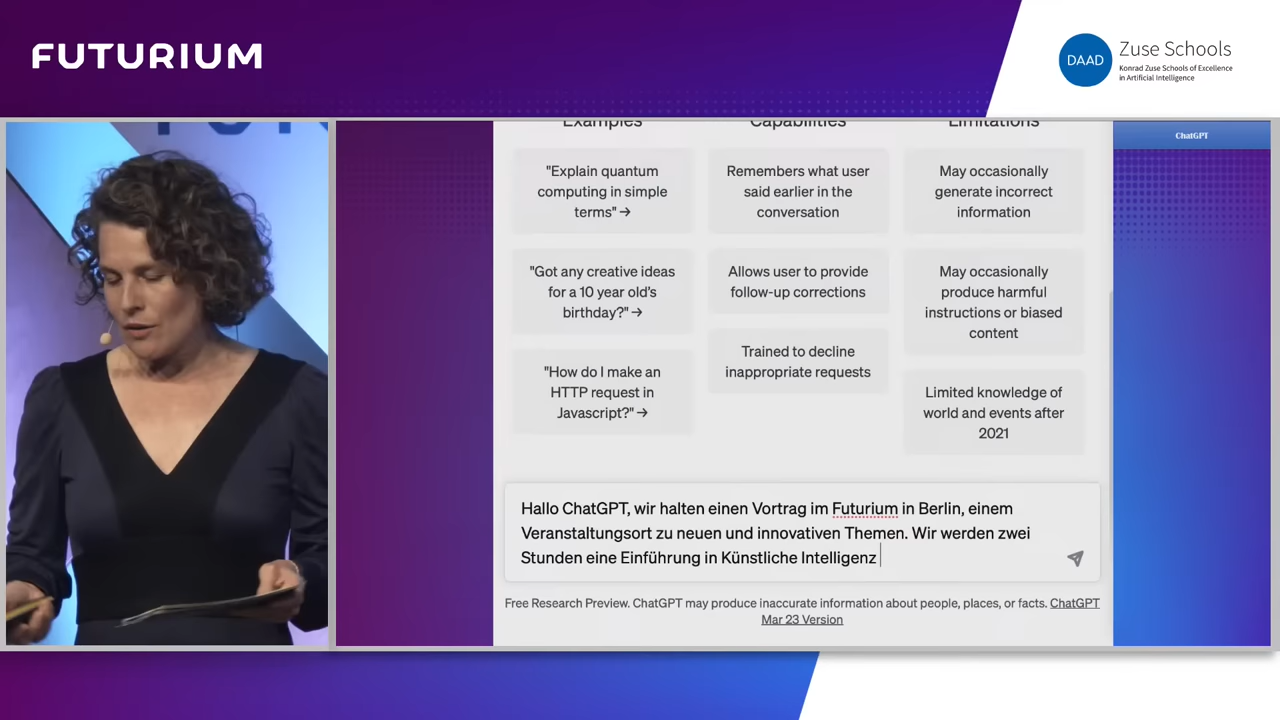 FUTURIUM
DAAD
Zuse Schools
Konrad Zuse Schools of Excellence
in Artificial Intelligence
Examples
Capabilities
Limitations
ChatGPT
"Explain quantum
computing in simple
terms" →
Remembers what user
said earlier in the
conversation
May occasionally
generate incorrect
information
"Got any creative ideas
for a 10 year old's
birthday?" →
Allows user to provide
follow-up corrections
May occasionally
produce harmful
instructions or biased
content
"How do I make an
HTTP request in
Javascript?" →
Trained to decline
inappropriate requests
Limited knowledge of
world and events after
2021
Hallo ChatGPT, wir halten einen Vortrag im Futurium in Berlin, einem
Veranstaltungsort zu neuen und innovativen Themen. Wir werden zwei
Stunden eine Einführung in Künstliche Intelligenz
Free Research Preview. ChatGPT may produce inaccurate information about people, places, or facts. ChatGPT
Mar 23 Version